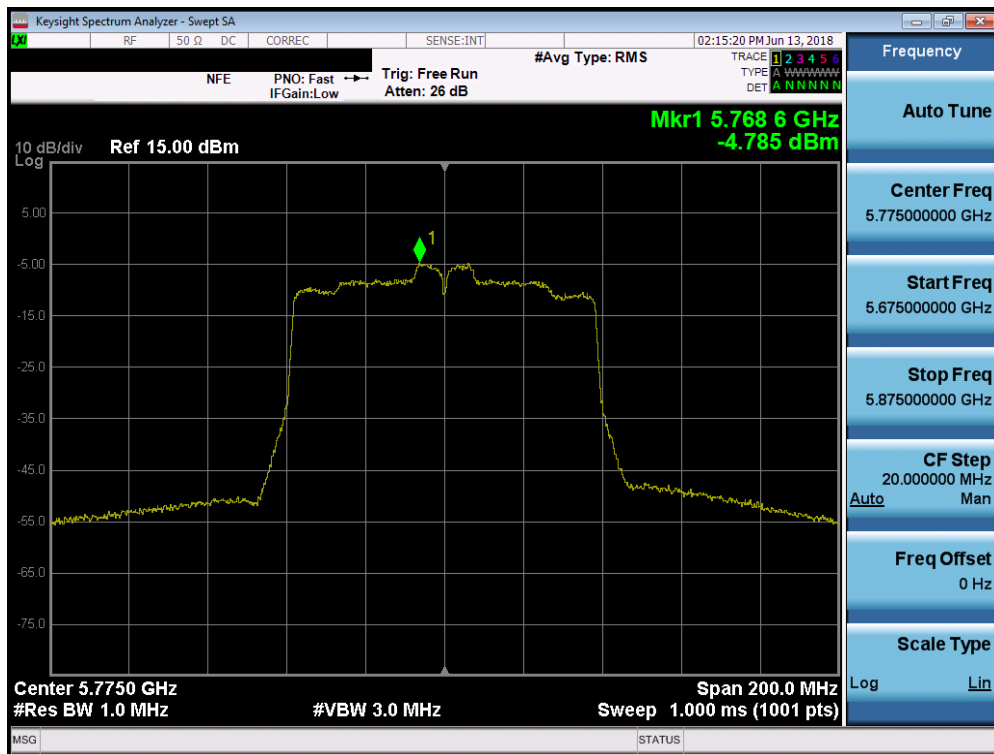 Keysight Spectrum Analyzer - Swept SA
LXI RF 50 Ω DC CORREC SENSE:INT 02:15:20 PM Jun 13, 2018
#Avg Type: RMS TRACE 1 2 3 4 5 6
NFE PNO: Fast Trig: Free Run TYPE A WWWWW
IFGain:Low Atten: 26 dB DET A N N N N N
Mkr1 5.768 6 GHz
-4.785 dBm
10 dB/div Ref 15.00 dBm
Log
5.00
1
-5.00
-15.0
-25.0
-35.0
-45.0
-55.0
-65.0
-75.0
Center 5.7750 GHz Span 200.0 MHz
#Res BW 1.0 MHz #VBW 3.0 MHz Sweep 1.000 ms (1001 pts)
MSG STATUS
Frequency
Auto Tune
Center Freq
5.775000000 GHz
Start Freq
5.675000000 GHz
Stop Freq
5.875000000 GHz
CF Step
20.000000 MHz
Auto Man
Freq Offset
0 Hz
Scale Type
Log Lin